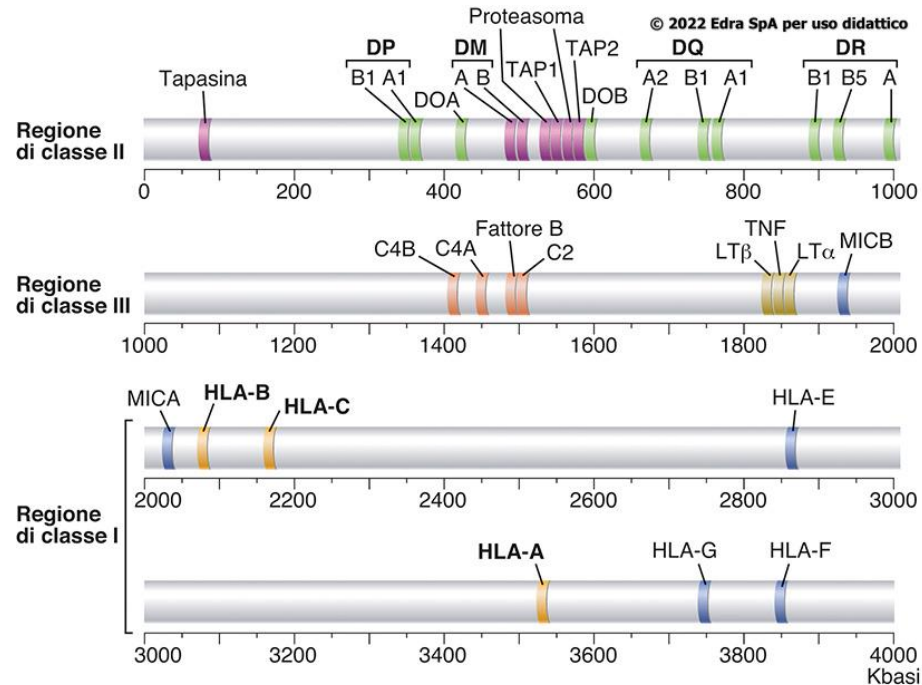 © 2022 Edra SpA per uso didattico
Proteasoma
DP DM TAP2 DQ DR
Tapasina B1 A1 A B TAP1 A2 B1 A1 B1 B5 A
DOA DOB
Regione
di classe II
0 200 400 600 800 1000
Fattore B TNF
C4B C4A C2 LTβ LTα MICB
Regione
di classe III
1000 1200 1400 1600 1800 2000
MICA HLA-B HLA-C HLA-E
2000 2200 2400 2600 2800 3000
Regione
di classe I
HLA-A HLA-G HLA-F
3000 3200 3400 3600 3800 4000
Kbasi